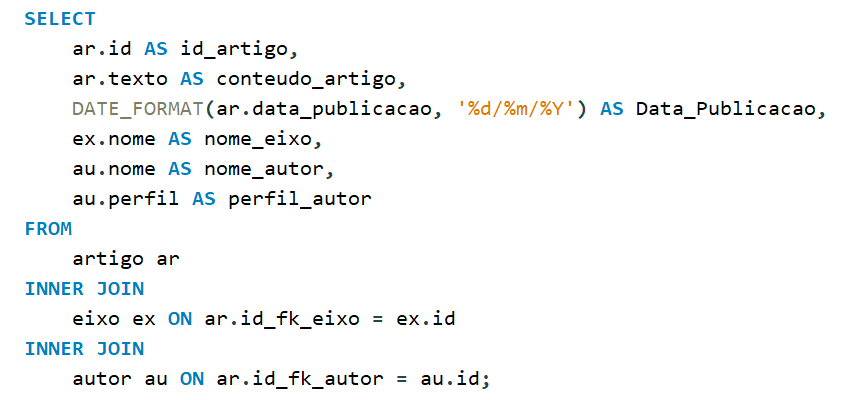 SELECT
    ar.id AS id_artigo,
    ar.texto AS conteudo_artigo,
    DATE_FORMAT(ar.data_publicacao, '%d/%m/%Y') AS Data_Publicacao,
    ex.nome AS nome_eixo,
    au.nome AS nome_autor,
    au.perfil AS perfil_autor
FROM
    artigo ar
INNER JOIN
    eixo ex ON ar.id_fk_eixo = ex.id
INNER JOIN
    autor au ON ar.id_fk_autor = au.id;